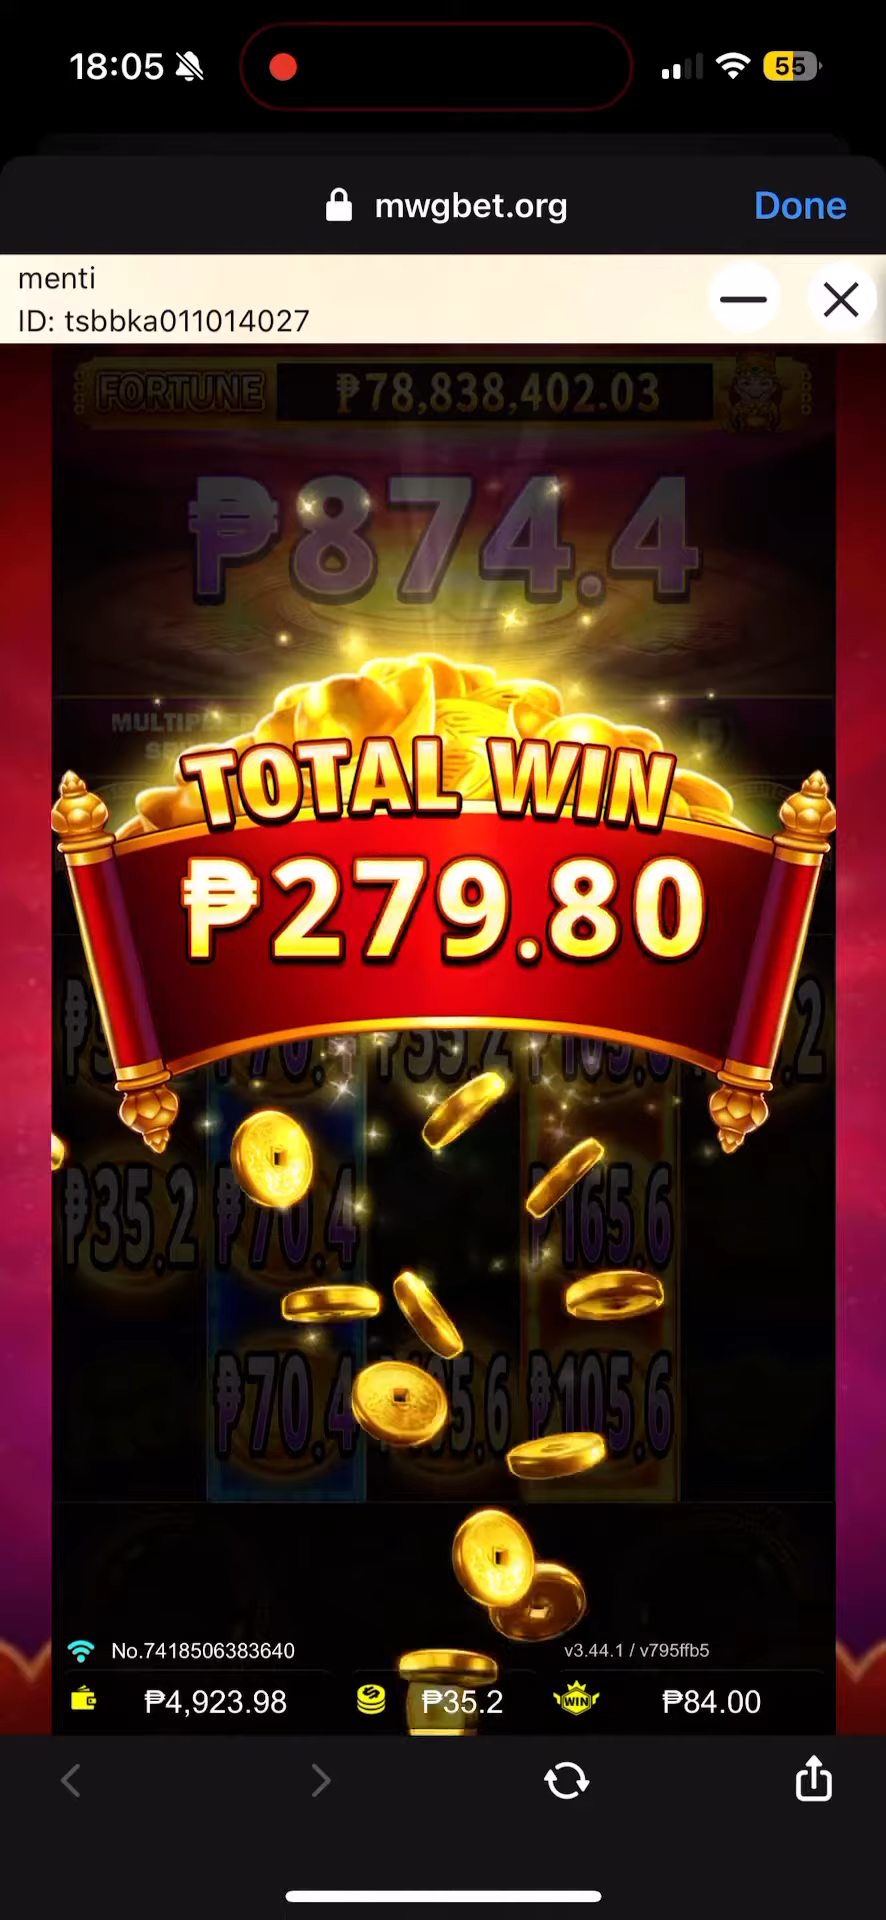 18:05
55
mwgbet.org
Done
menti
ID: tsbbka011014027
FORTUNE ₱78,838,402.03
₱874.4
TOTAL WIN
₱279.80
₱35.2 ₱70.4 ₱165.6
₱70.4 ₱105.6
No.7418506383640
v3.44.1 / v795ffb5
₱4,923.98
₱35.2
WIN
₱84.00